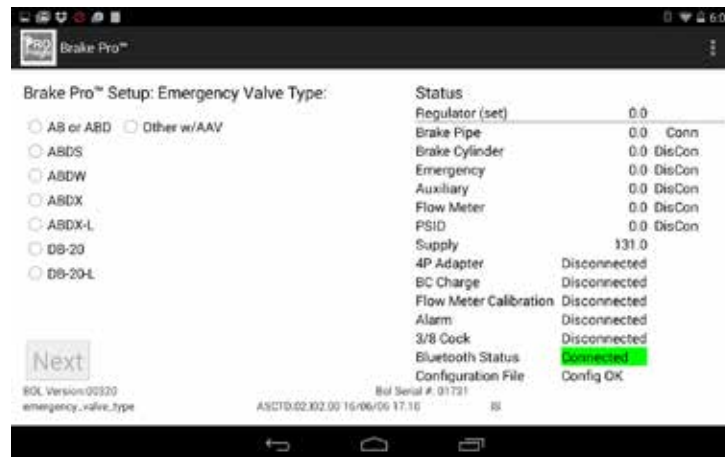 6:0
PRO
Brake Pro™
Brake Pro™ Setup: Emergency Valve Type:
AB or ABD Other w/AAV
ABDS
ABDW
ABDX
ABDX-L
DB-20
DB-20-L
Next
BOL Version:00320
emergency_valve_type
Status
Regulator (set) 0.0
Brake Pipe 0.0 Conn
Brake Cylinder 0.0 DisCon
Emergency 0.0 DisCon
Auxiliary 0.0 DisCon
Flow Meter 0.0 DisCon
PSID 0.0 DisCon
Supply 131.0
4P Adapter Disconnected
BC Charge Disconnected
Flow Meter Calibration Disconnected
Alarm Disconnected
3/8 Cock Disconnected
Bluetooth Status Connected
Configuration File Config OK
Bol Serial #: 01731